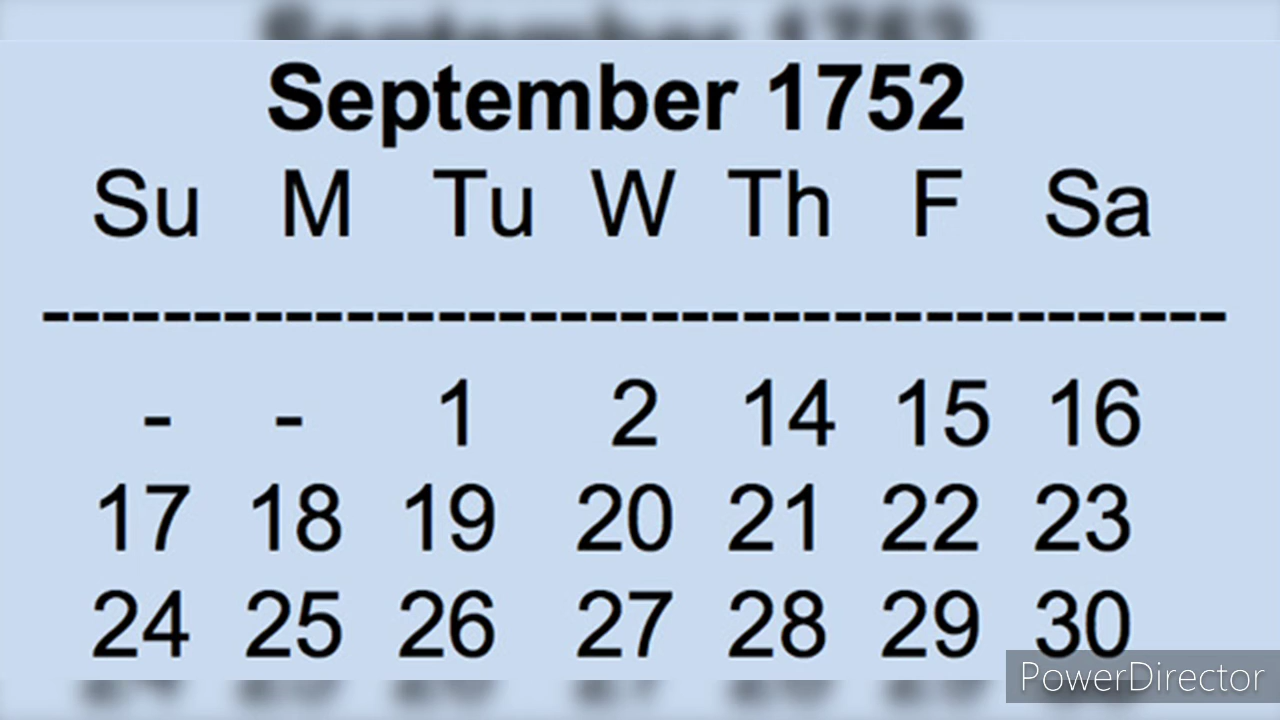 September 1752
Su M Tu W Th F Sa
---------------------------------------
- - 1 2 14 15 16
17 18 19 20 21 22 23
24 25 26 27 28 29 30
PowerDirector